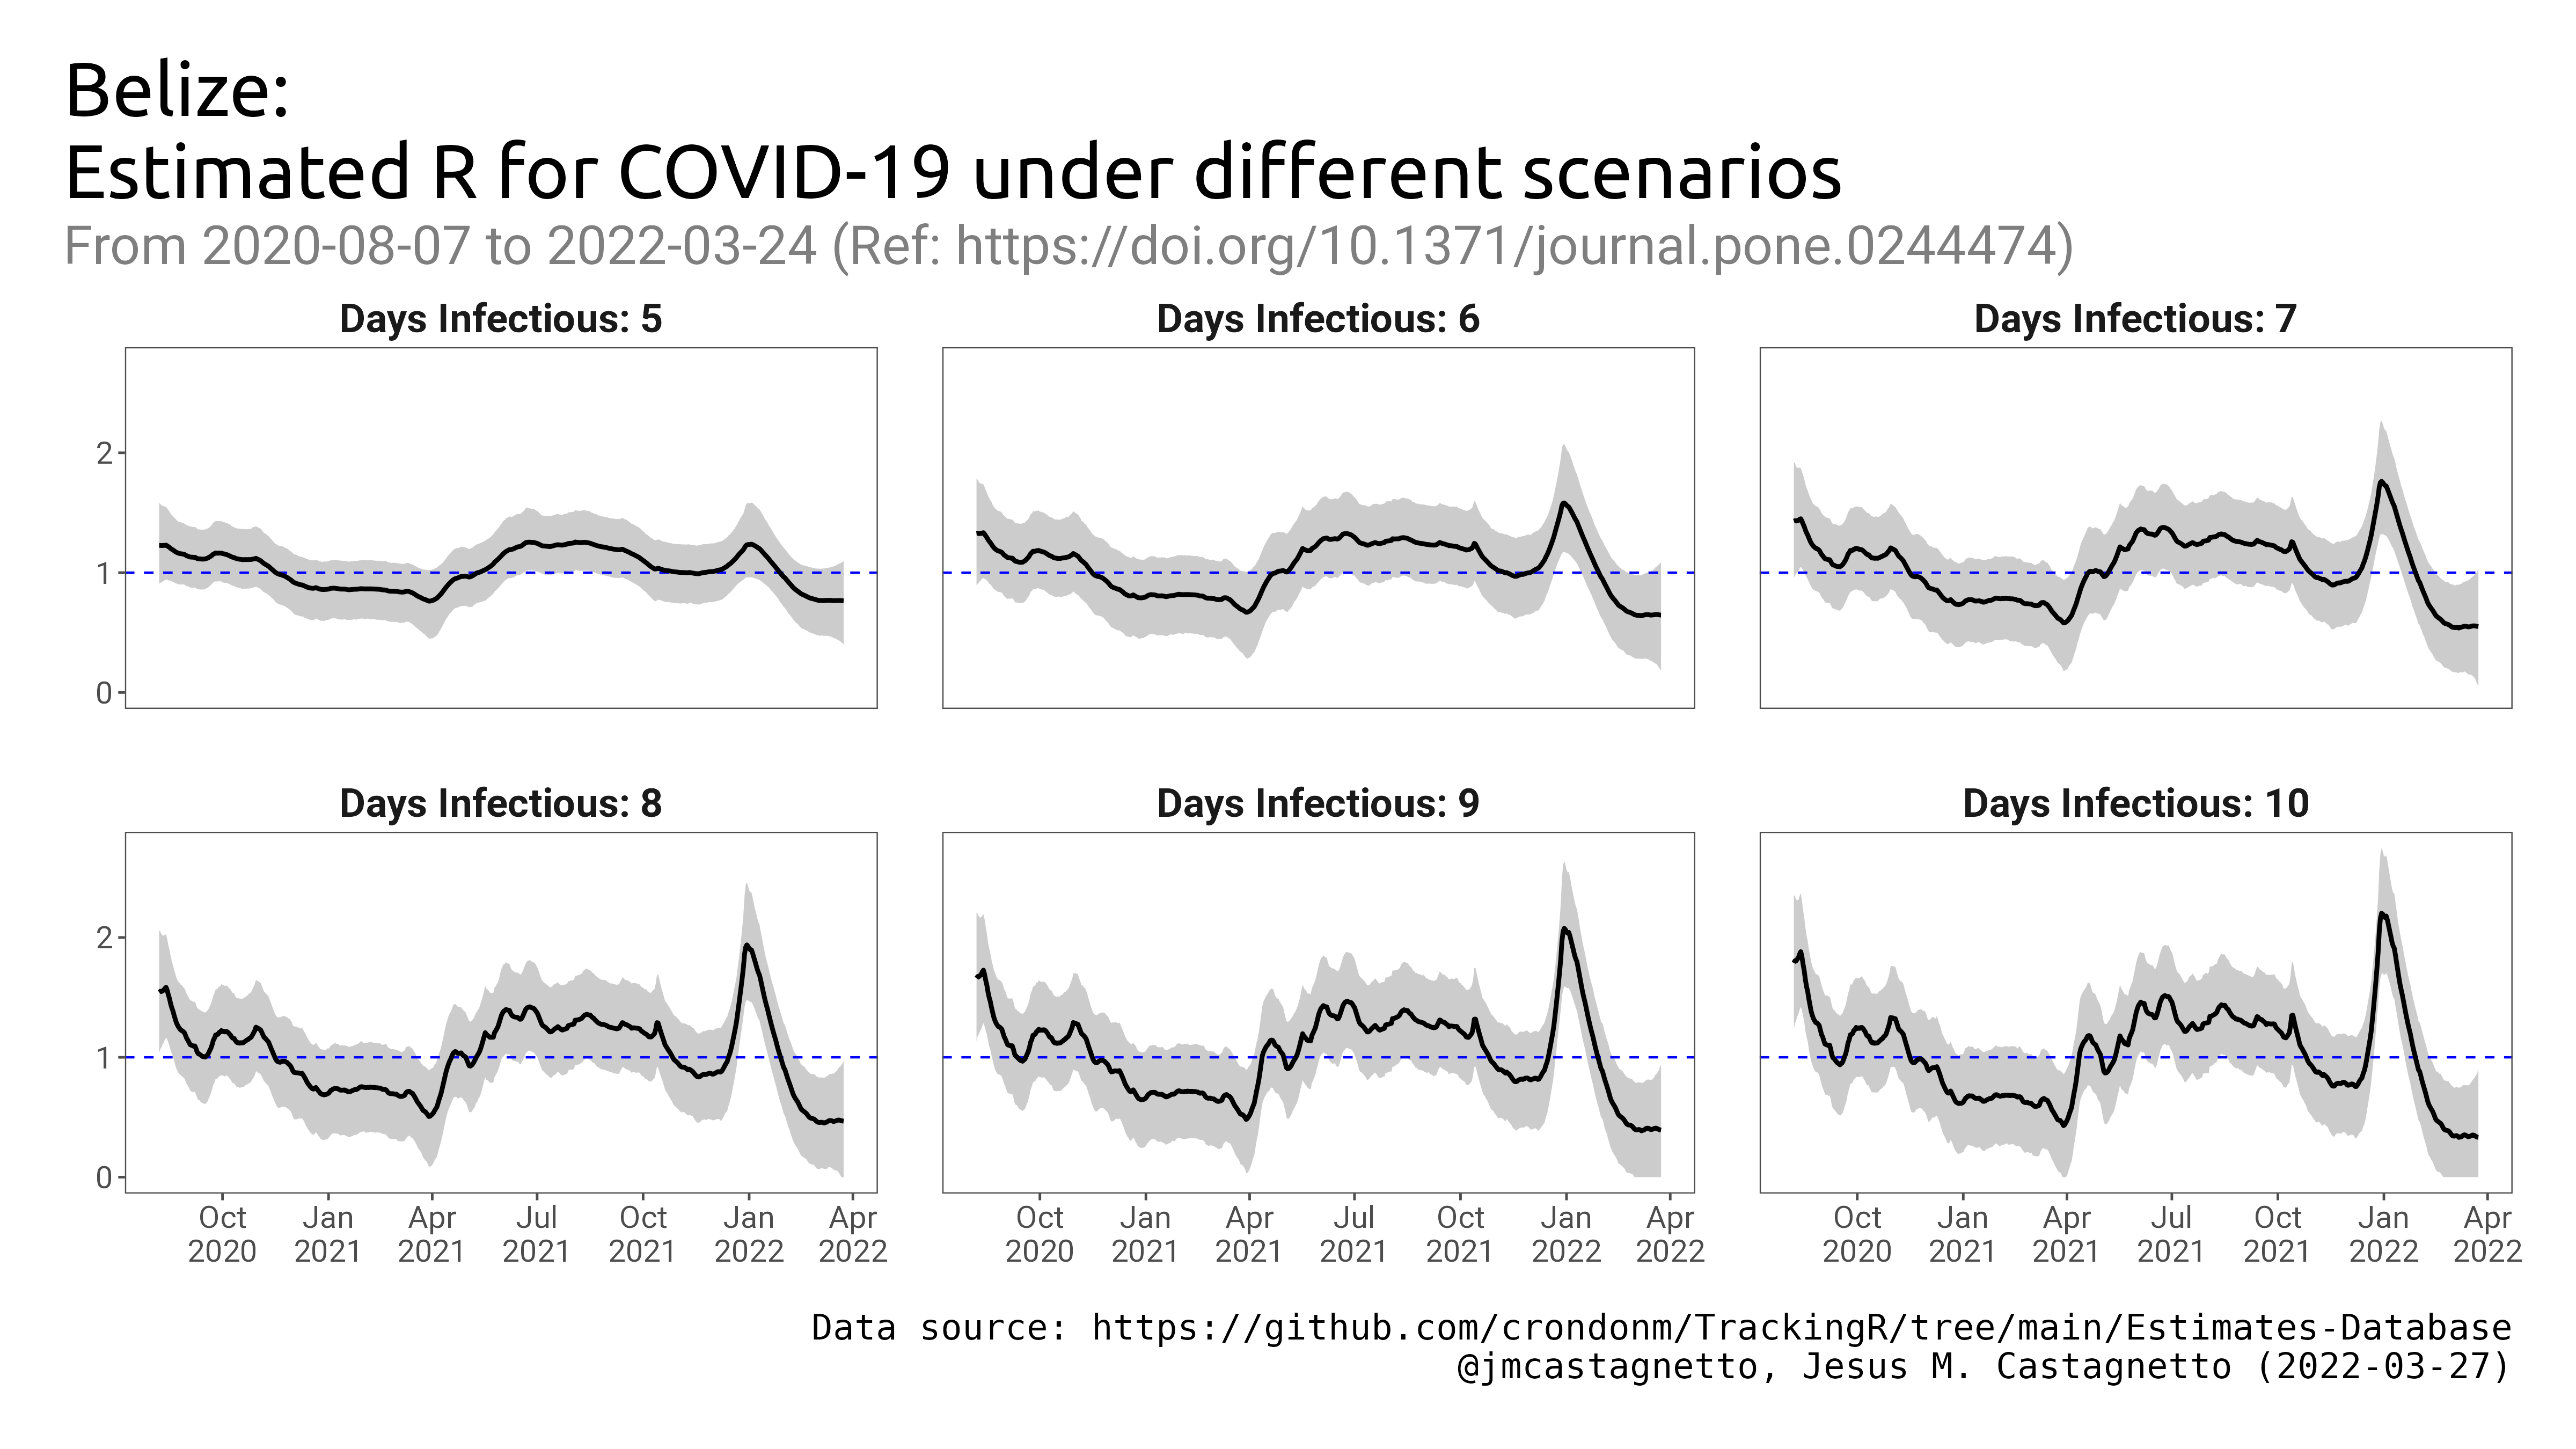 Belize:
Estimated R for COVID-19 under different scenarios
From 2020-08-07 to 2022-03-24 (Ref: https://doi.org/10.1371/journal.pone.0244474)
Days Infectious: 5
Days Infectious: 6
Days Infectious: 7
2
1
0
Days Infectious: 8
Days Infectious: 9
Days Infectious: 10
2
1
0
Oct Jan Apr Jul Oct Jan Apr
2020 2021 2021 2021 2021 2022 2022
Oct Jan Apr Jul Oct Jan Apr
2020 2021 2021 2021 2021 2022 2022
Oct Jan Apr Jul Oct Jan Apr
2020 2021 2021 2021 2021 2022 2022
Data source: https://github.com/crondonm/TrackingR/tree/main/Estimates-Database
@jmcastagnetto, Jesus M. Castagnetto (2022-03-27)